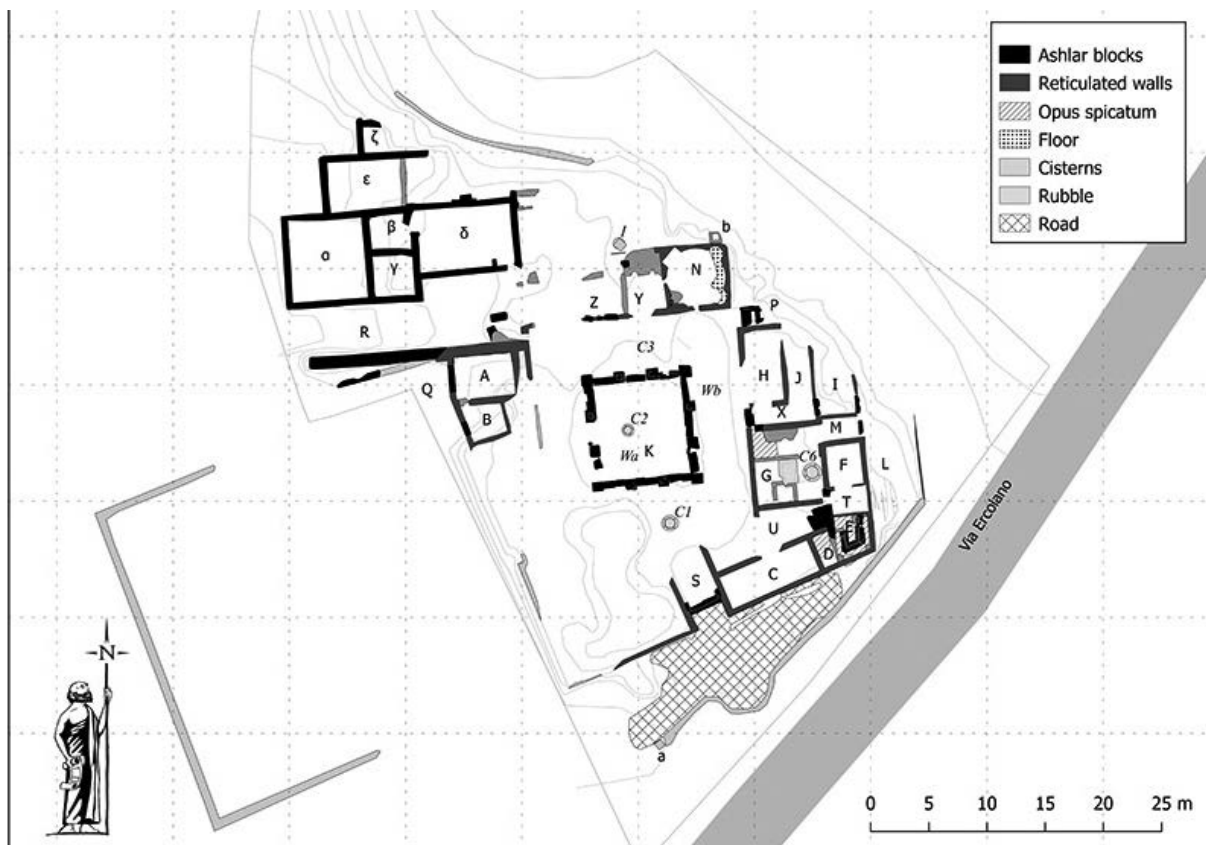 Ashlar blocks
Reticulated walls
Opus spicatum
Floor
Cisterns
Rubble
Road
ζ
ε
β
δ
α
γ
I
b
N
Z
Y
P
R
C3
H
J
I
Q
A
Wb
X
B
C2
M
Wa
K
C6
G
F
L
T
C1
U
E
D
S
C
Via Ercolano
N
a
0 5 10 15 20 25 m